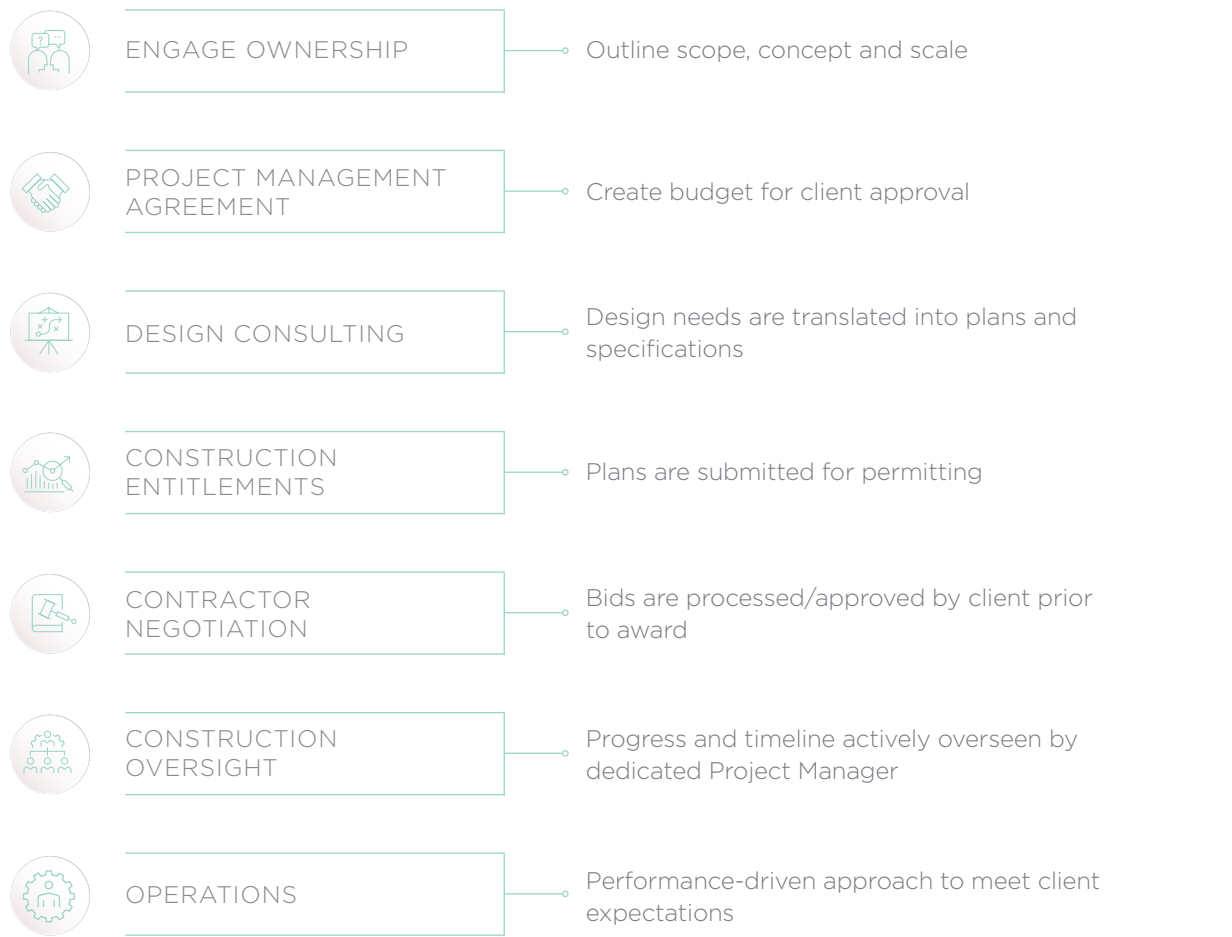 ENGAGE OWNERSHIP
Outline scope, concept and scale
PROJECT MANAGEMENT
AGREEMENT
Create budget for client approval
DESIGN CONSULTING
Design needs are translated into plans and
specifications
CONSTRUCTION
ENTITLEMENTS
Plans are submitted for permitting
CONTRACTOR
NEGOTIATION
Bids are processed/approved by client prior
to award
CONSTRUCTION
OVERSIGHT
Progress and timeline actively overseen by
dedicated Project Manager
OPERATIONS
Performance-driven approach to meet client
expectations